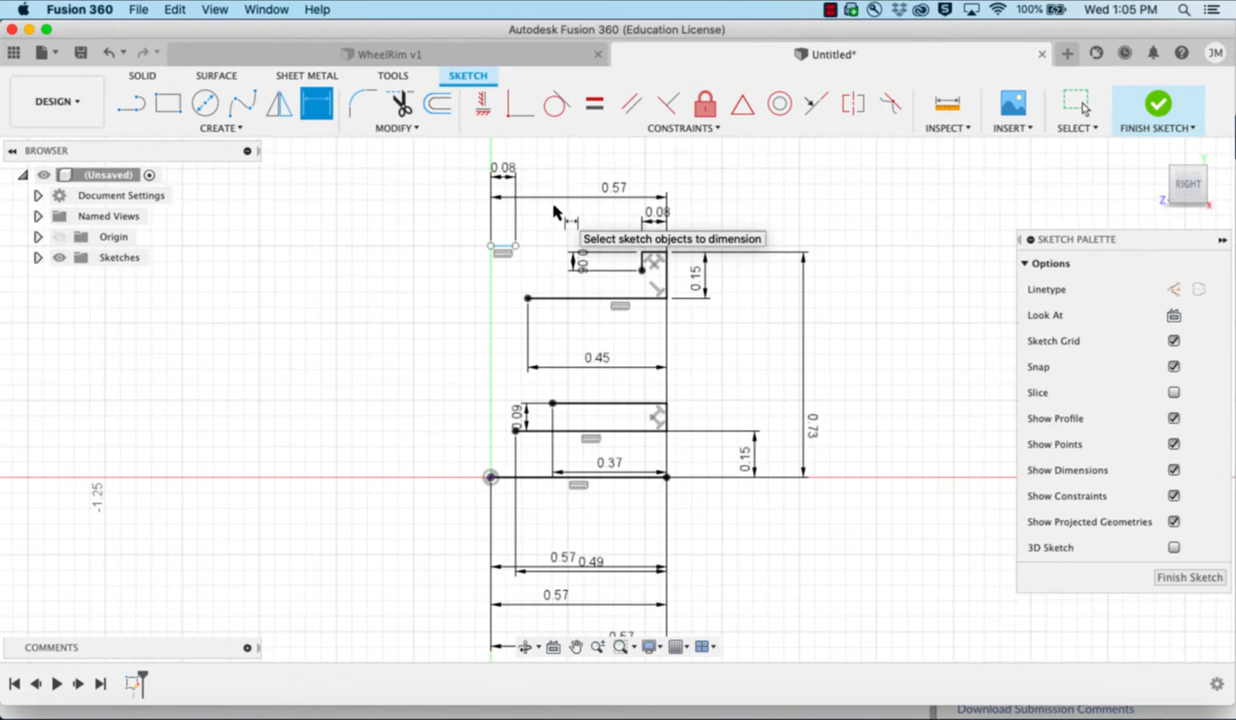 Fusion 360 File Edit View Window Help 100% Wed 1:05 PM
Autodesk Fusion 360 (Education License)
WheelRim v1
Untitled*
JM
SOLID SURFACE SHEET METAL TOOLS SKETCH
DESIGN
CREATE MODIFY CONSTRAINTS INSPECT INSERT SELECT FINISH SKETCH
BROWSER
(Unsaved)
Document Settings
Named Views
Origin
Sketches
RIGHT
Y
Z
X
0.08
0.57
0.08
Select sketch objects to dimension
0.06
0.15
0.45
0.09
0.73
0.37
0.15
-1.25
0.57
0.49
0.57
0.57
SKETCH PALETTE
Options
Linetype
Look At
Sketch Grid
Snap
Slice
Show Profile
Show Points
Show Dimensions
Show Constraints
Show Projected Geometries
3D Sketch
Finish Sketch
COMMENTS
Download Submission Comments